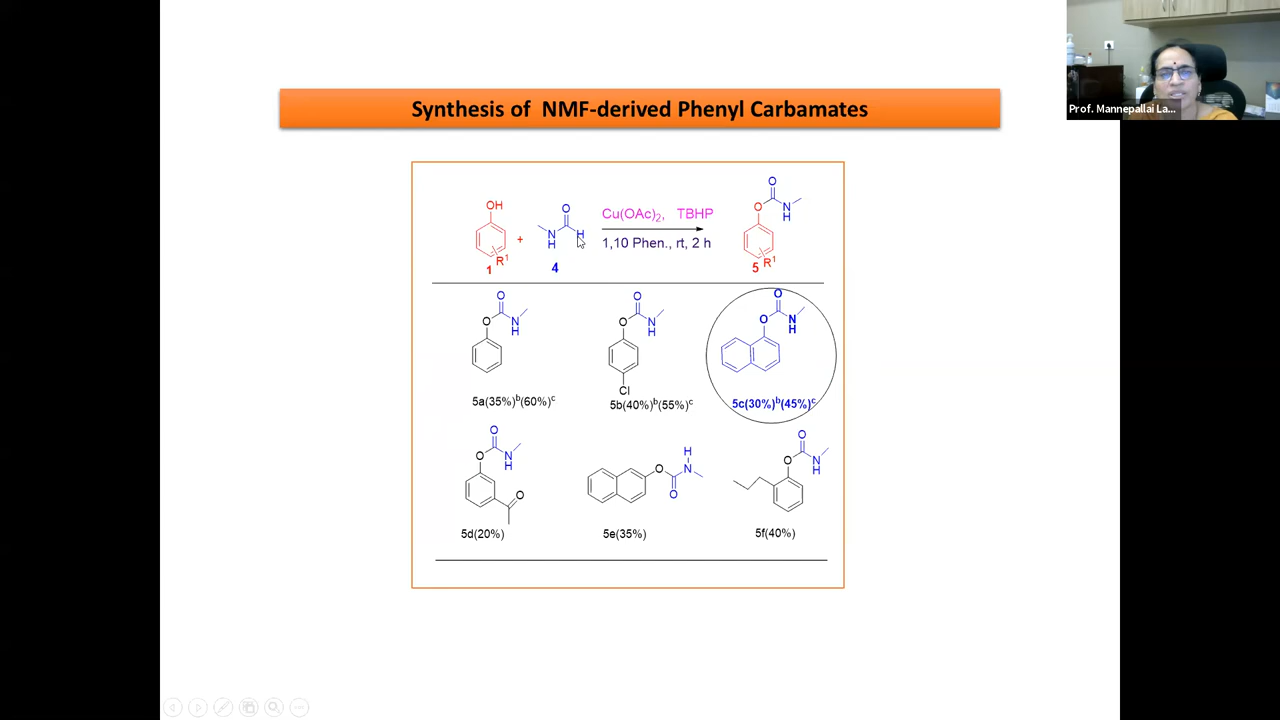 Prof. Mannepallai La...
Synthesis of NMF-derived Phenyl Carbamates
OH
R1
1
+
O
N
H
H
4
Cu(OAc)2, TBHP
1,10 Phen., rt, 2 h
O
O
N
H
R1
5
O
O
N
H
5a(35%)b(60%)c
O
O
N
H
Cl
5b(40%)b(55%)c
O
O
N
H
5c(30%)b(45%)c
O
O
N
H
O
5d(20%)
O
O
N
H
5e(35%)
O
O
N
H
5f(40%)